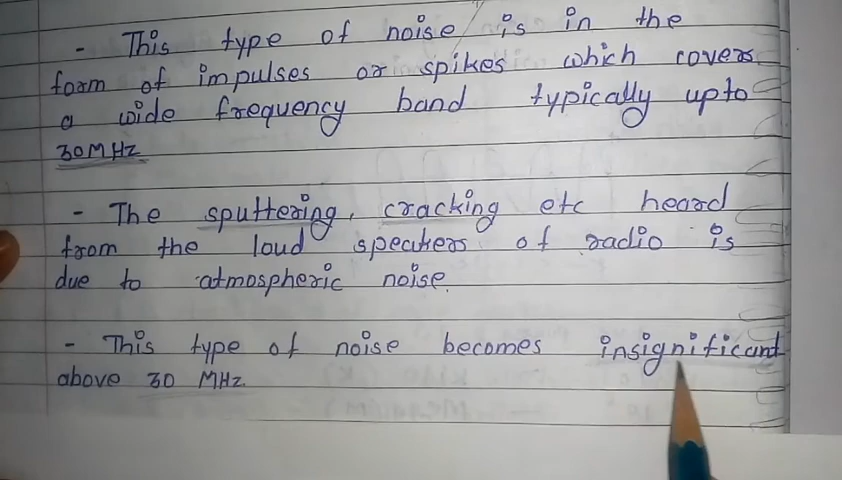 - This type of noise is in the
form of impulses or spikes which covers
a wide frequency band typically upto
30MHz
- The sputtering, cracking etc heard
from the loud speakers of radio is
due to atmospheric noise.
- This type of noise becomes insignificant
above 30 MHz.